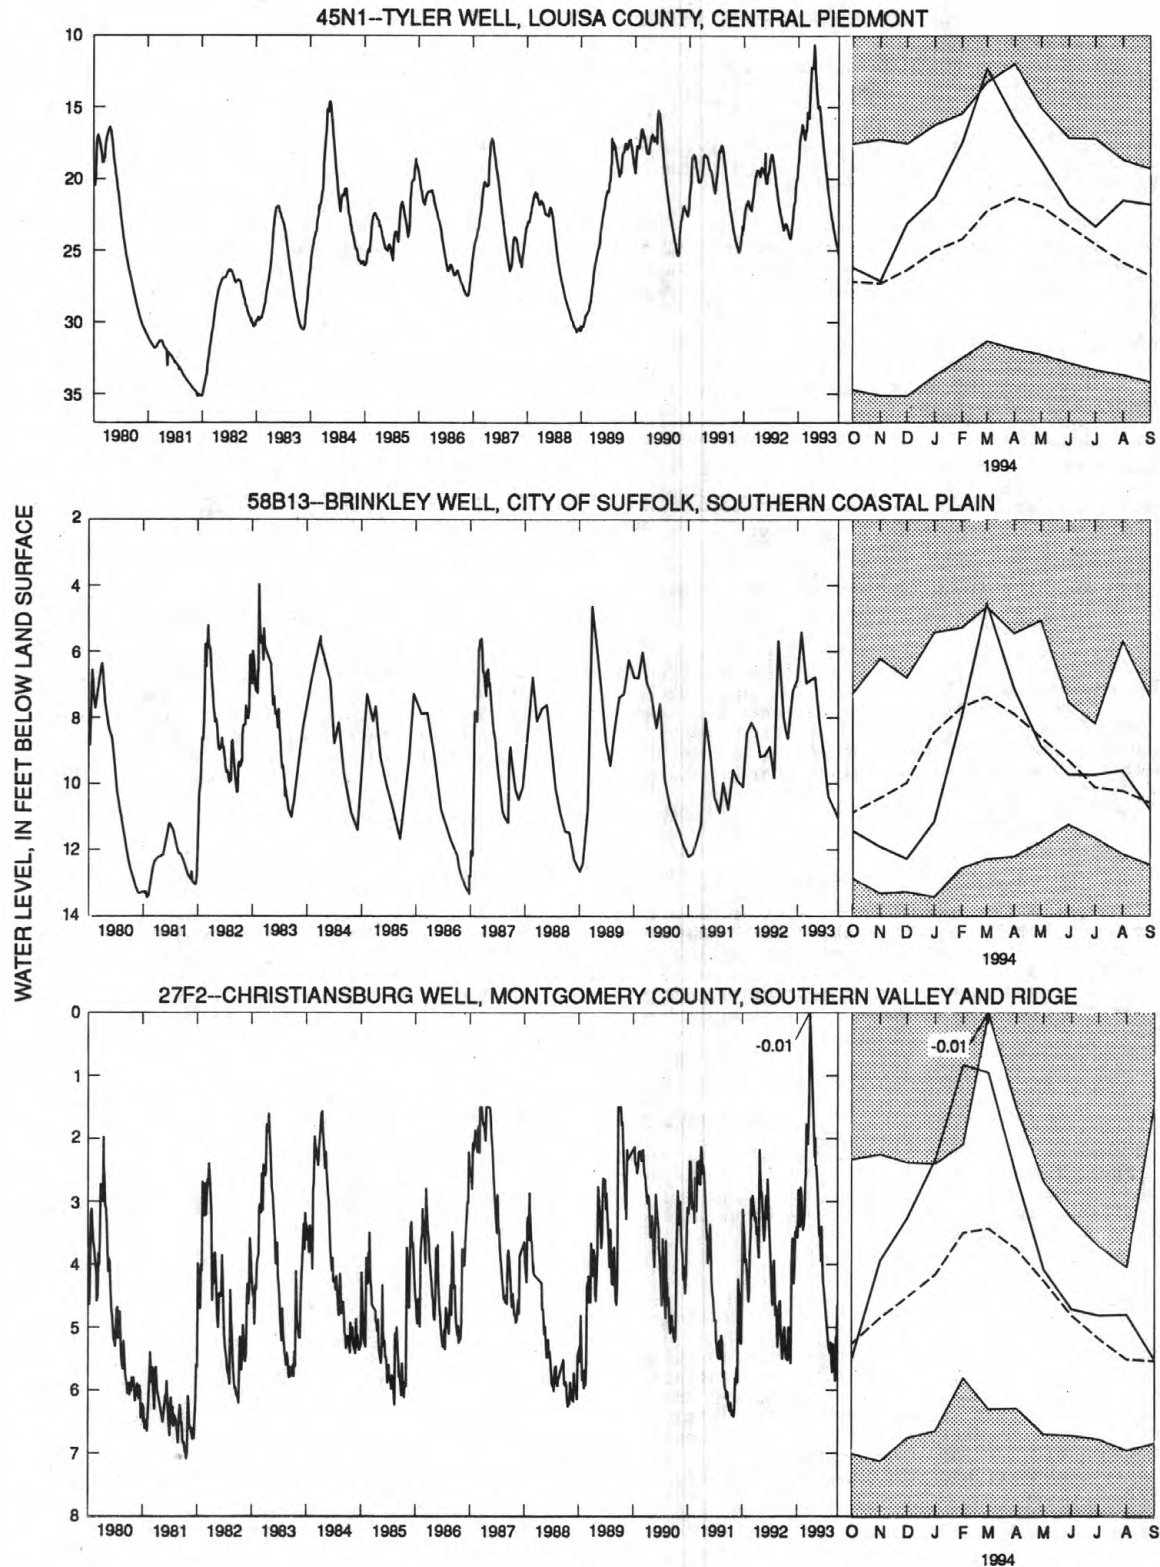 45N1--TYLER WELL, LOUISA COUNTY, CENTRAL PIEDMONT
10
15
20
25
30
35
1980 1981 1982 1983 1984 1985 1986 1987 1988 1989 1990 1991 1992 1993
O N D J F M A M J J A S
1994
WATER LEVEL, IN FEET BELOW LAND SURFACE
58B13--BRINKLEY WELL, CITY OF SUFFOLK, SOUTHERN COASTAL PLAIN
2
4
6
8
10
12
14
1980 1981 1982 1983 1984 1985 1986 1987 1988 1989 1990 1991 1992 1993
O N D J F M A M J J A S
1994
27F2--CHRISTIANSBURG WELL, MONTGOMERY COUNTY, SOUTHERN VALLEY AND RIDGE
0
-0.01
-0.01
1
2
3
4
5
6
7
8
1980 1981 1982 1983 1984 1985 1986 1987 1988 1989 1990 1991 1992 1993
O N D J F M A M J J A S
1994